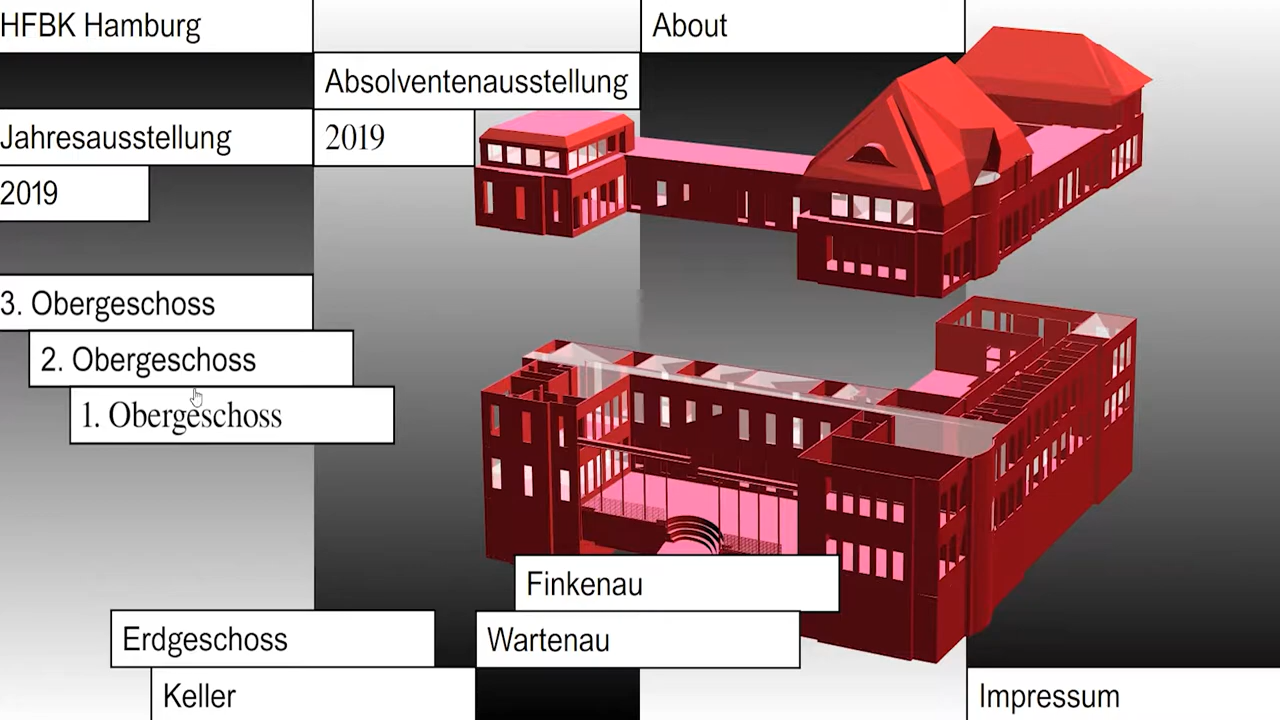 HFBK Hamburg
About
Absolventenausstellung
Jahresausstellung
2019
2019
3. Obergeschoss
2. Obergeschoss
1. Obergeschoss
Finkenau
Erdgeschoss
Wartenau
Keller
Impressum